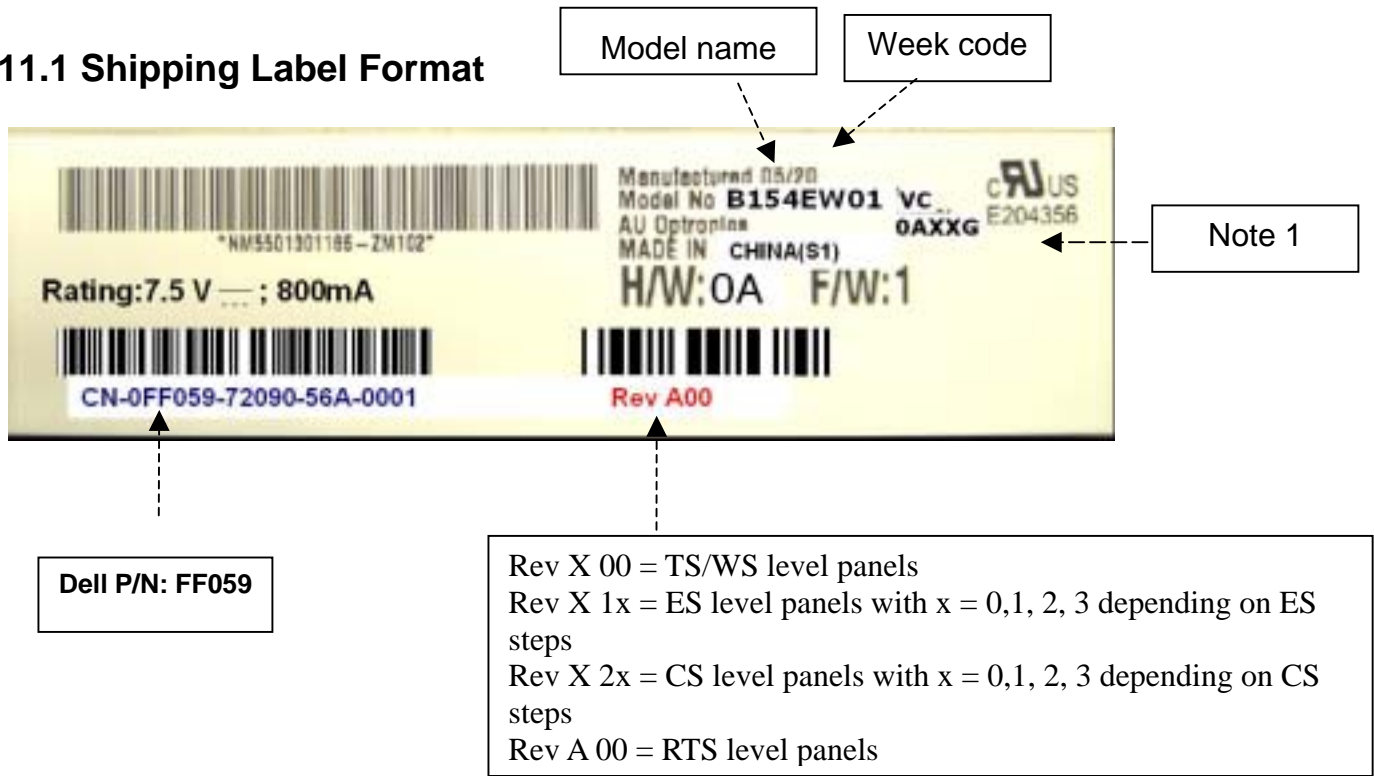 Model name
Week code
11.1 Shipping Label Format
Manufactured 05/20
Model No B154EW01 VC
AU Optronics 0AXXG
MADE IN CHINA(S1)
H/W:0A F/W:1
c US
E204356
*NM5501301166-ZM102*
Rating:7.5 V ; 800mA
CN-0FF059-72090-56A-0001
Rev A00
Note 1
Dell P/N: FF059
Rev X 00 = TS/WS level panels
Rev X 1x = ES level panels with x = 0,1, 2, 3 depending on ES
steps
Rev X 2x = CS level panels with x = 0,1, 2, 3 depending on CS
steps
Rev A 00 = RTS level panels